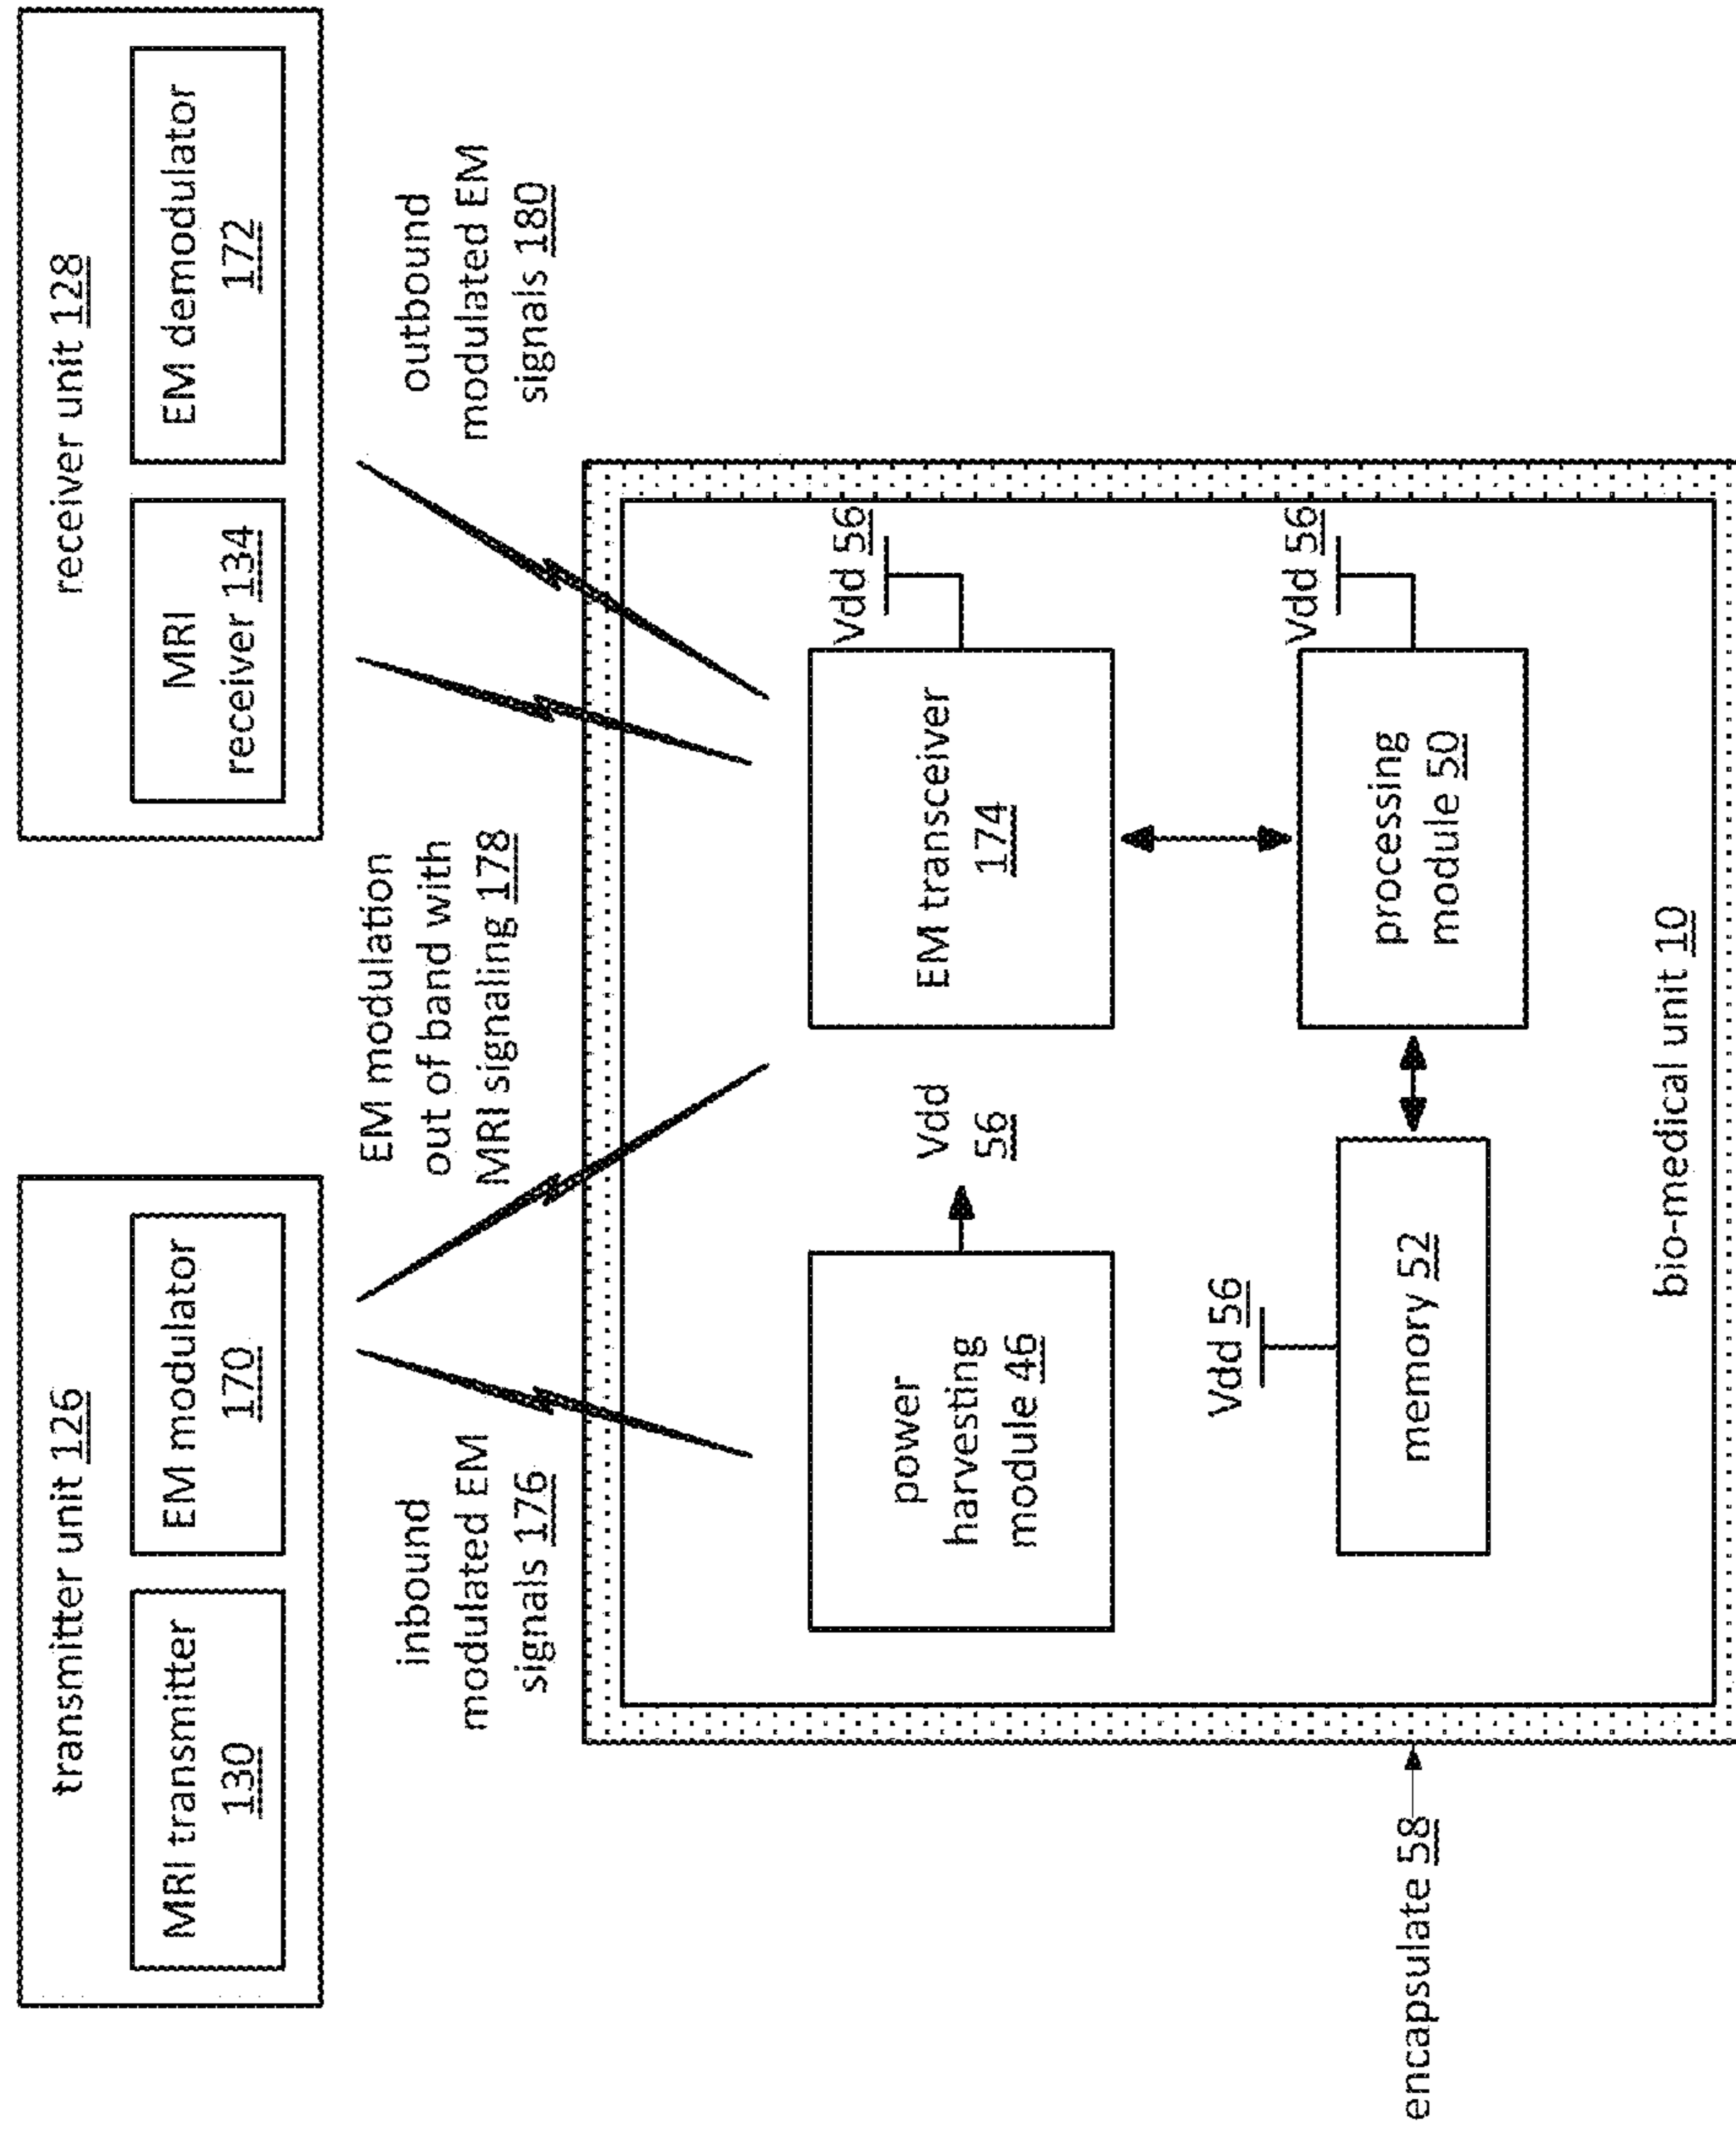 transmitter unit 126
MRI transmitter
130
EM modulator
170
receiver unit 128
MRI
receiver 134
EM demodulator
172
inbound
modulated EM
signals 176
EM modulation
out of band with
MRI signaling 178
outbound
modulated EM
signals 180
power
harvesting
module 46
Vdd
56
EM transceiver
174
Vdd 56
Vdd 56
memory 52
processing
module 50
Vdd 56
encapsulate 58
bio-medical unit 10